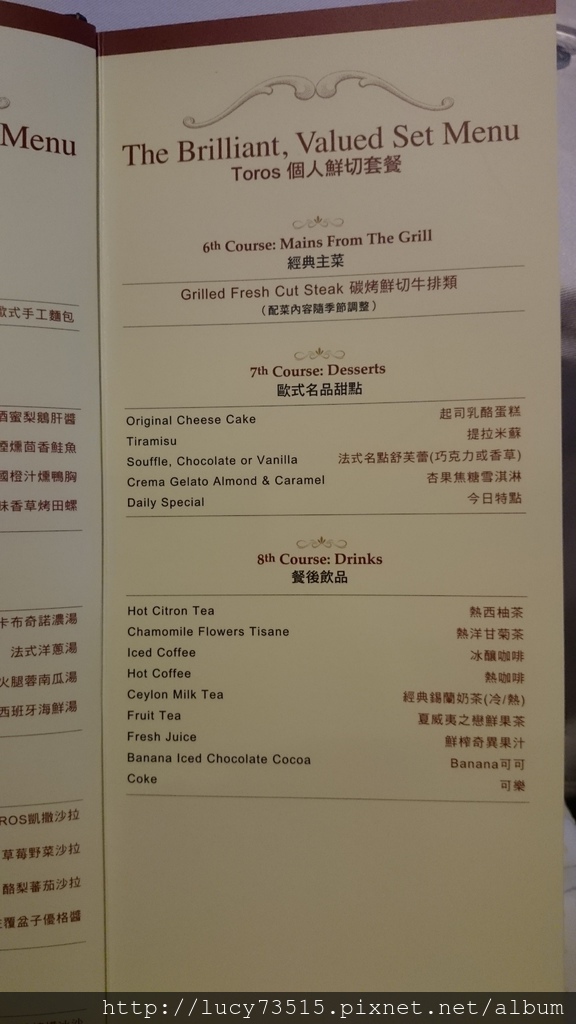 Menu
歐式手工麵包
酒蜜梨鵝肝醬
煙燻茴香鮭魚
國橙汁燻鴨胸
味香草烤田螺
卡布奇諾濃湯
法式洋蔥湯
火腿蓉南瓜湯
西班牙海鮮湯
ROS凱撒沙拉
草莓野菜沙拉
酪梨蕃茄沙拉
覆盆子優格醬
The Brilliant, Valued Set Menu
Toros 個人鮮切套餐
6th Course: Mains From The Grill
經典主菜
Grilled Fresh Cut Steak 碳烤鮮切牛排類
(配菜內容隨季節調整)
7th Course: Desserts
歐式名品甜點
Original Cheese Cake 起司乳酪蛋糕
Tiramisu 提拉米蘇
Souffle, Chocolate or Vanilla 法式名點舒芙蕾(巧克力或香草)
Crema Gelato Almond & Caramel 杏果焦糖雪淇淋
Daily Special 今日特點
8th Course: Drinks
餐後飲品
Hot Citron Tea 熱西柚茶
Chamomile Flowers Tisane 熱洋甘菊茶
Iced Coffee 冰釀咖啡
Hot Coffee 熱咖啡
Ceylon Milk Tea 經典錫蘭奶茶(冷/熱)
Fruit Tea 夏威夷之戀鮮果茶
Fresh Juice 鮮榨奇異果汁
Banana Iced Chocolate Cocoa Banana可可
Coke 可樂
http://lucy73515.pixnet.net/album